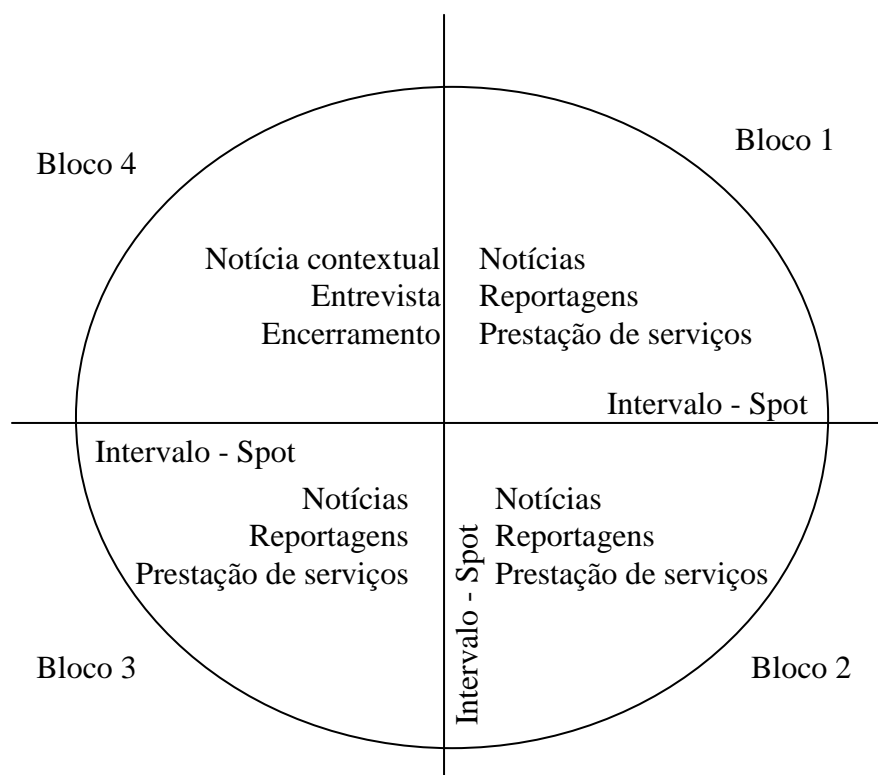 Bloco 4
Bloco 1
Notícia contextual
Entrevista
Encerramento
Notícias
Reportagens
Prestação de serviços
Intervalo - Spot
Intervalo - Spot
Notícias
Reportagens
Prestação de serviços
Intervalo - Spot
Notícias
Reportagens
Prestação de serviços
Bloco 3
Bloco 2